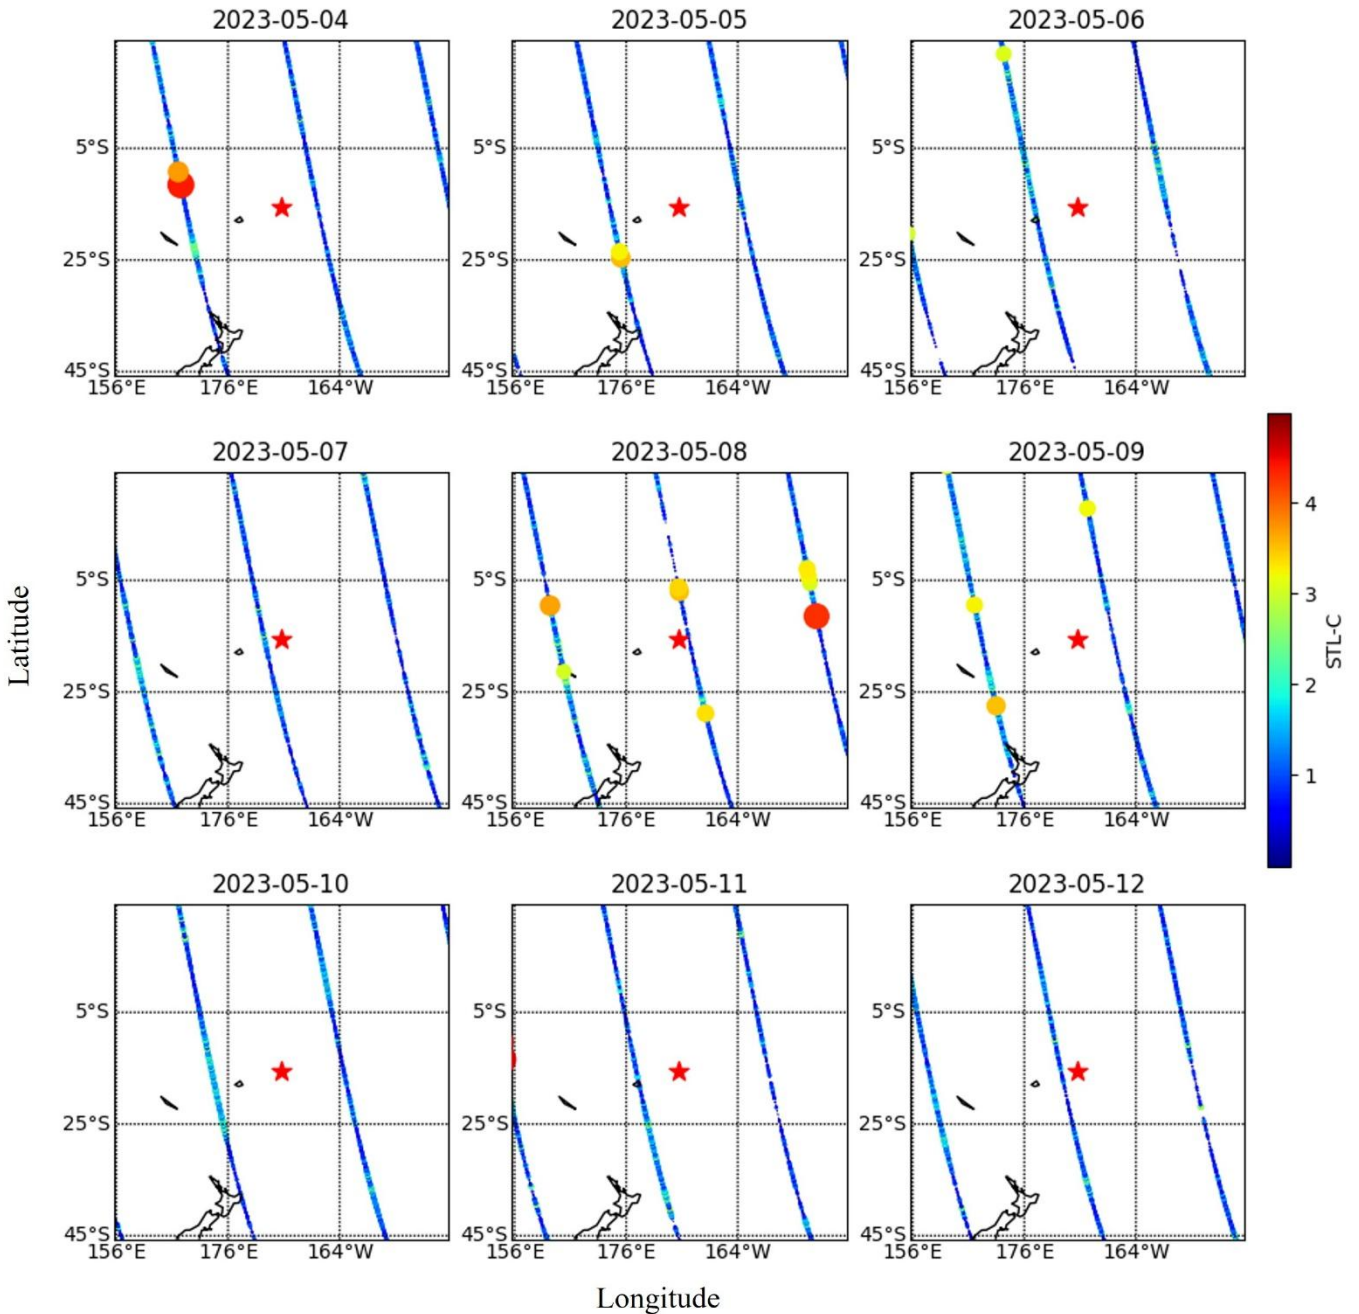 2023-05-04 2023-05-05 2023-05-06
5°S 5°S 5°S
25°S 25°S 25°S
45°S 45°S 45°S
156°E 176°E 164°W 156°E 176°E 164°W 156°E 176°E 164°W
2023-05-07 2023-05-08 2023-05-09
4
5°S 5°S 5°S
3
Latitude
STL-C
25°S 25°S 25°S
2
1
45°S 45°S 45°S
156°E 176°E 164°W 156°E 176°E 164°W 156°E 176°E 164°W
2023-05-10 2023-05-11 2023-05-12
5°S 5°S 5°S
25°S 25°S 25°S
45°S 45°S 45°S
156°E 176°E 164°W 156°E 176°E 164°W 156°E 176°E 164°W
Longitude